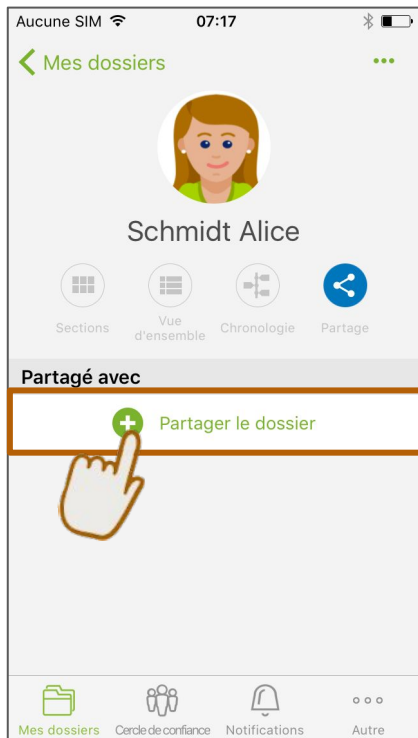 Aucune SIM 07:17
Mes dossiers
Schmidt Alice
Sections
Vue
d'ensemble
Chronologie
Partage
Partagé avec
Partager le dossier
Mes dossiers
Cercle de confiance
Notifications
Autre